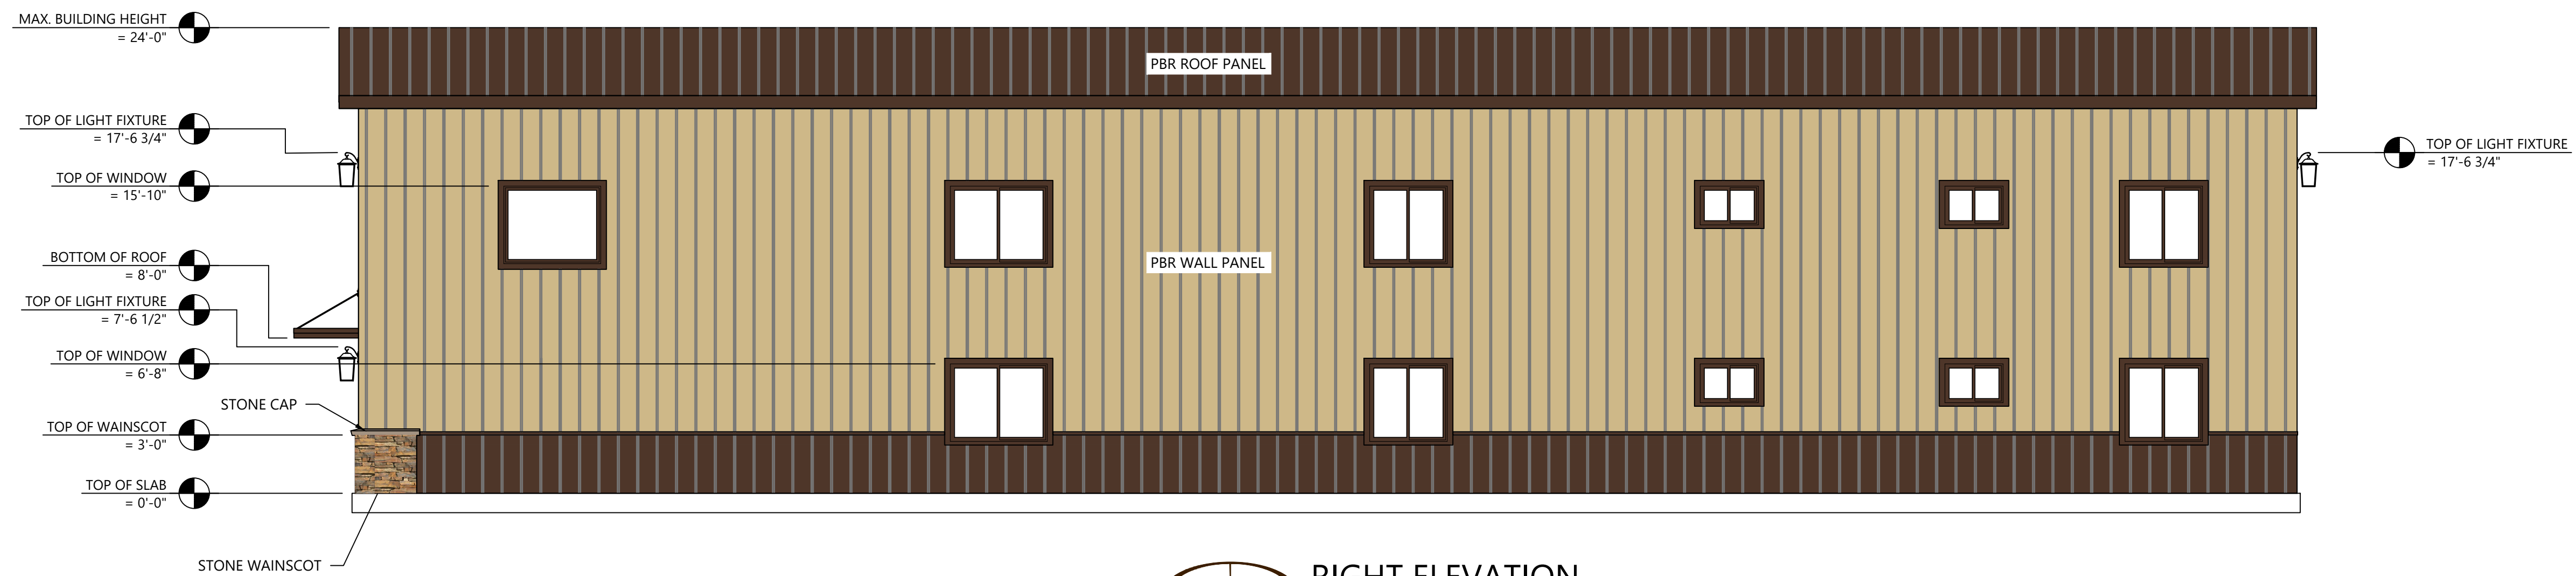 MAX. BUILDING HEIGHT
= 24'-0"
PBR ROOF PANEL
TOP OF LIGHT FIXTURE
= 17'-6 3/4"
TOP OF LIGHT FIXTURE
= 17'-6 3/4"
TOP OF WINDOW
= 15'-10"
BOTTOM OF ROOF
= 8'-0"
PBR WALL PANEL
TOP OF LIGHT FIXTURE
= 7'-6 1/2"
TOP OF WINDOW
= 6'-8"
STONE CAP
TOP OF WAINSCOT
= 3'-0"
TOP OF SLAB
= 0'-0"
STONE WAINSCOT
RIGHT ELEVATION